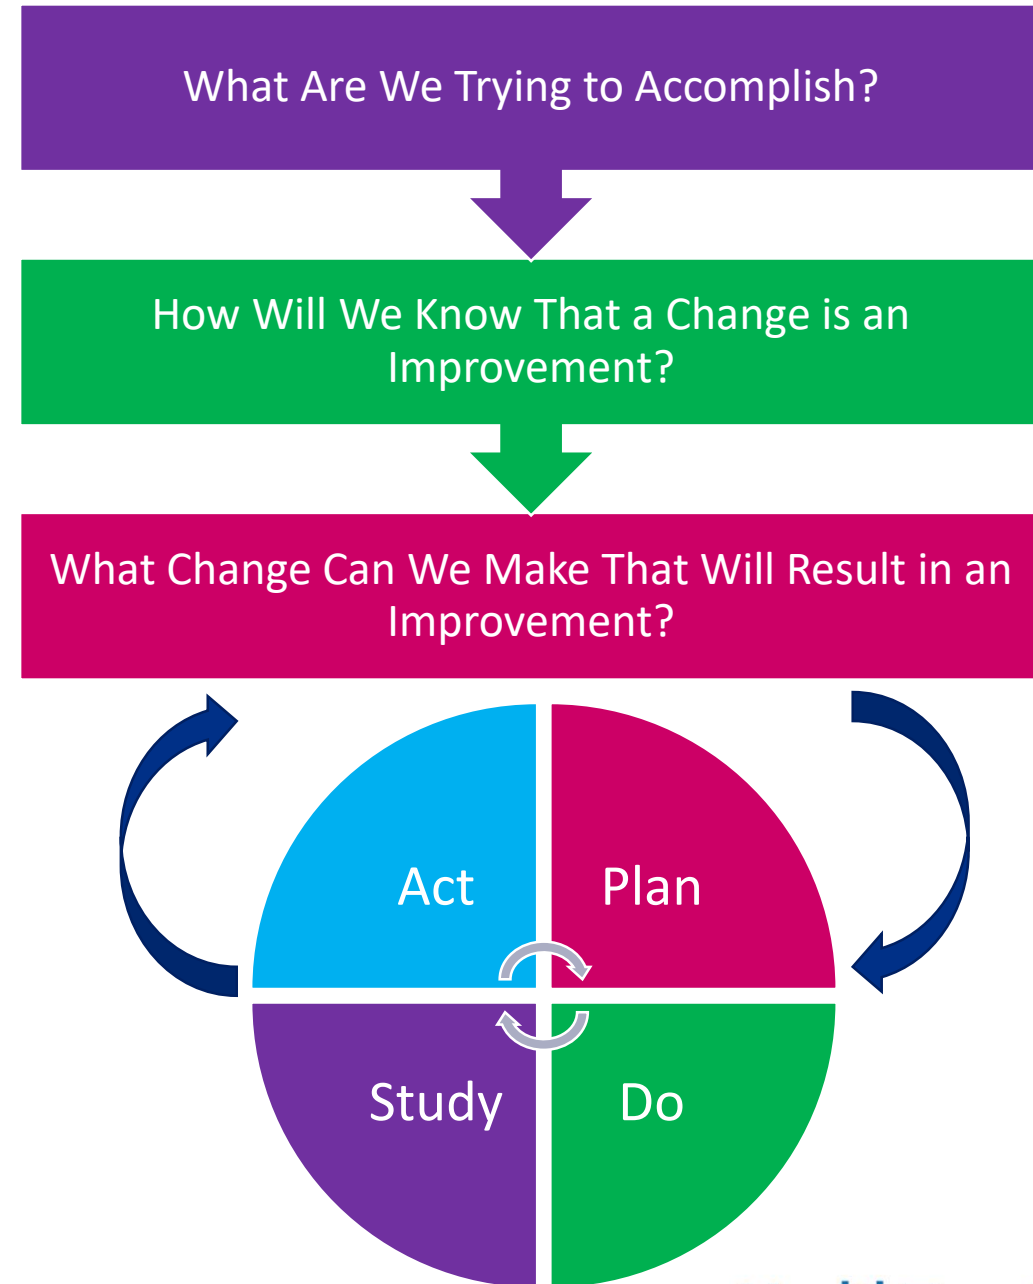 What Are We Trying to Accomplish?
How Will We Know That a Change is an
Improvement?
What Change Can We Make That Will Result in an
Improvement?
Act
Plan
Study
Do